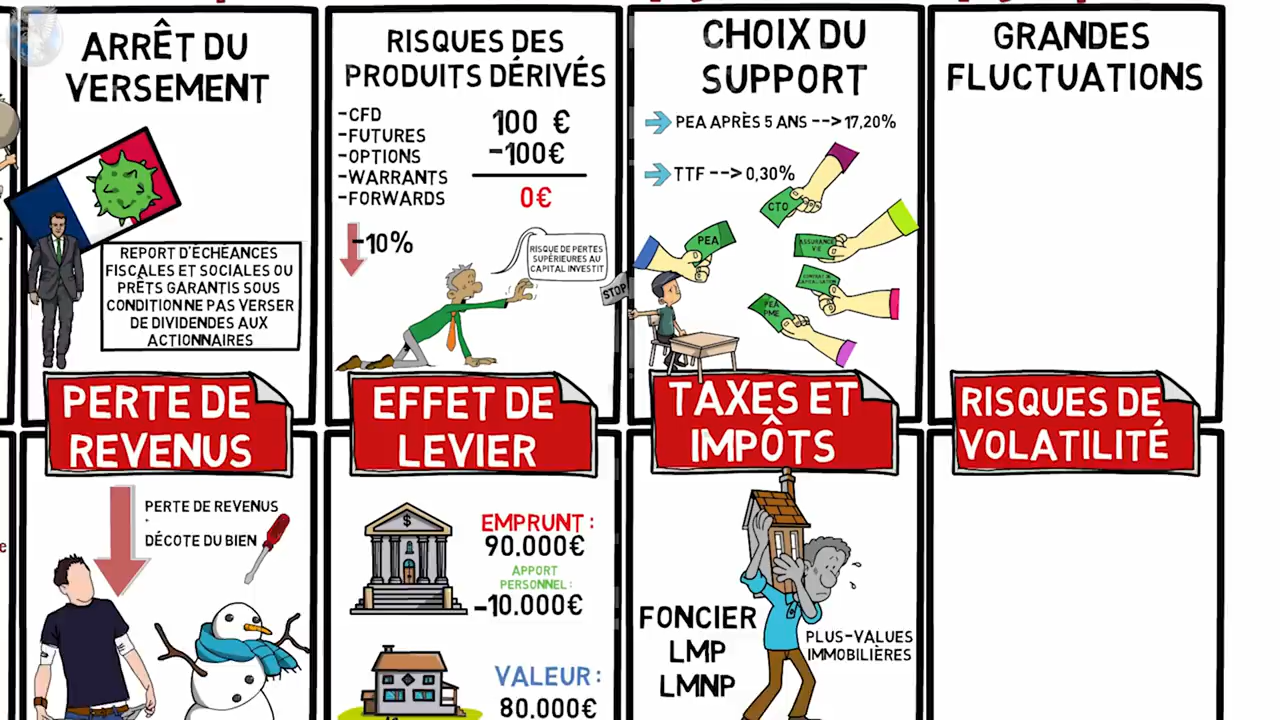 ARRÊT DU
VERSEMENT
REPORT D'ÉCHÉANCES
FISCALES ET SOCIALES OU
PRÊTS GARANTIS SOUS
CONDITION NE PAS VERSER
DE DIVIDENDES AUX
ACTIONNAIRES
RISQUES DES
PRODUITS DÉRIVÉS
-CFD
-FUTURES
-OPTIONS
-WARRANTS
-FORWARDS
100 €
-100€
0€
-10%
RISQUE DE PERTES
SUPÉRIEURES AU
CAPITAL INVESTIT
CHOIX DU
SUPPORT
PEA APRÈS 5 ANS --> 17,20%
TTF --> 0,30%
CTO
PEA
ASSURANCE
VIE
PEA
PME
STOP
GRANDES
FLUCTUATIONS
PERTE DE
REVENUS
EFFET DE
LEVIER
TAXES ET
IMPÔTS
RISQUES DE
VOLATILITÉ
PERTE DE REVENUS
DÉCOTE DU BIEN
$
EMPRUNT :
90.000€
APPORT
PERSONNEL :
-10.000€
VALEUR :
80.000€
FONCIER
LMP
LMNP
PLUS-VALUES
IMMOBILIÈRES